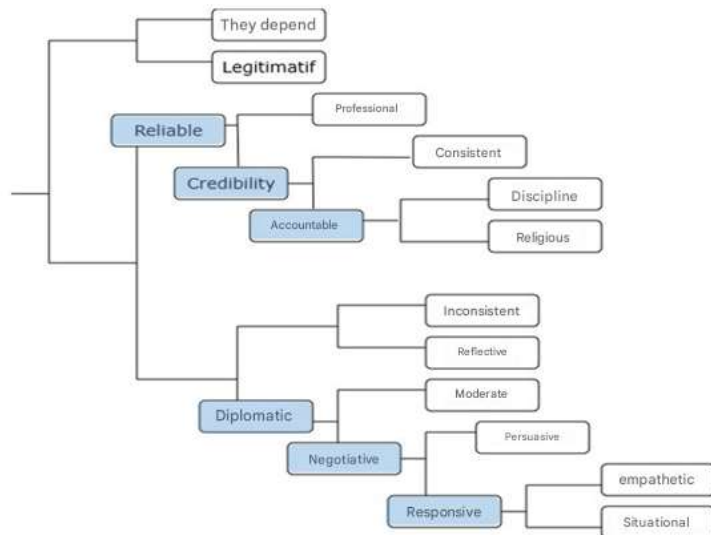 They depend
Legitimatif
Professional
Reliable
Consistent
Credibility
Discipline
Accountable
Religious
Inconsistent
Reflective
Moderate
Diplomatic
Persuasive
Negotiative
empathetic
Responsive
Situational